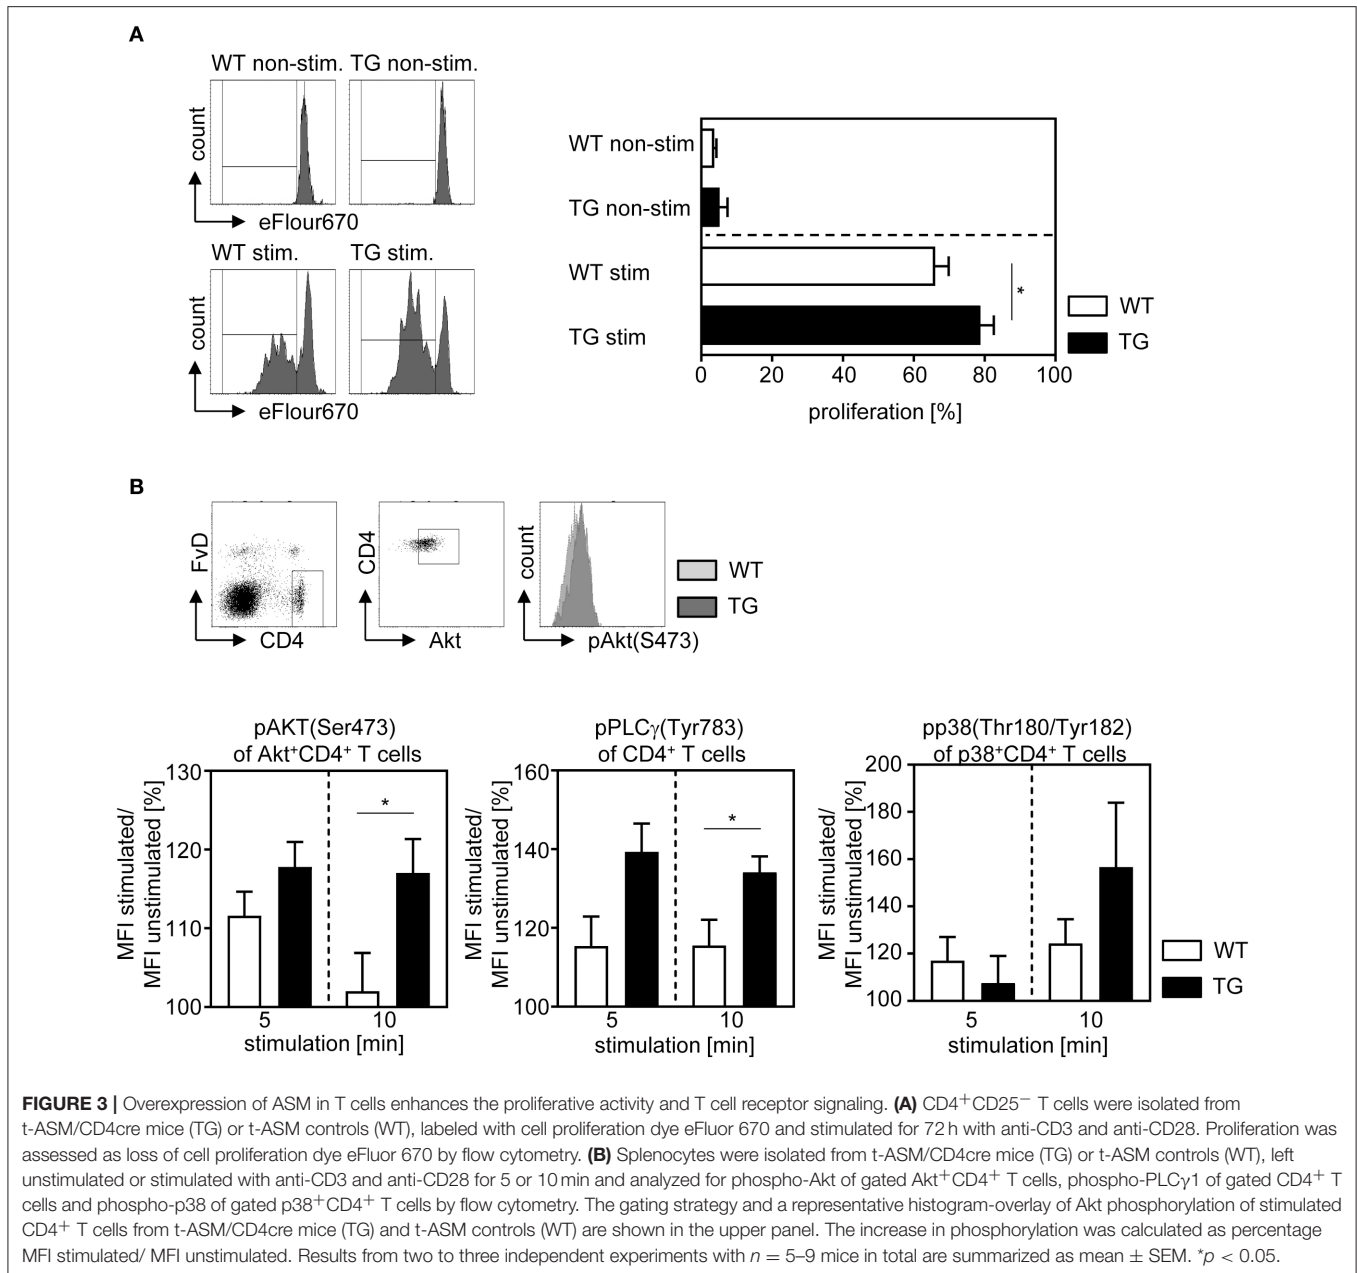 A
WT non-stim. TG non-stim.
count
eFlour670
WT stim. TG stim.
count
eFlour670
WT non-stim
TG non-stim
WT stim
TG stim
*
WT
TG
0 20 40 60 80 100
proliferation [%]
B
FvD
CD4
CD4
Akt
count
pAkt(S473)
WT
TG
pAKT(Ser473)
of Akt⁺CD4⁺ T cells
MFI stimulated/
MFI unstimulated [%]
130
120
110
100
*
5 10
stimulation [min]
pPLCγ(Tyr783)
of CD4⁺ T cells
MFI stimulated/
MFI unstimulated [%]
160
140
120
100
*
5 10
stimulation [min]
pp38(Thr180/Tyr182)
of p38⁺CD4⁺ T cells
MFI stimulated/
MFI unstimulated [%]
200
180
160
140
120
100
5 10
stimulation [min]
WT
TG
FIGURE 3 | Overexpression of ASM in T cells enhances the proliferative activity and T cell receptor signaling. (A) CD4⁺CD25⁻ T cells were isolated from
t-ASM/CD4cre mice (TG) or t-ASM controls (WT), labeled with cell proliferation dye eFluor 670 and stimulated for 72 h with anti-CD3 and anti-CD28. Proliferation was
assessed as loss of cell proliferation dye eFluor 670 by flow cytometry. (B) Splenocytes were isolated from t-ASM/CD4cre mice (TG) or t-ASM controls (WT), left
unstimulated or stimulated with anti-CD3 and anti-CD28 for 5 or 10 min and analyzed for phospho-Akt of gated Akt⁺CD4⁺ T cells, phospho-PLCγ1 of gated CD4⁺ T
cells and phospho-p38 of gated p38⁺CD4⁺ T cells by flow cytometry. The gating strategy and a representative histogram-overlay of Akt phosphorylation of stimulated
CD4⁺ T cells from t-ASM/CD4cre mice (TG) and t-ASM controls (WT) are shown in the upper panel. The increase in phosphorylation was calculated as percentage
MFI stimulated/ MFI unstimulated. Results from two to three independent experiments with n = 5–9 mice in total are summarized as mean ± SEM. *p < 0.05.